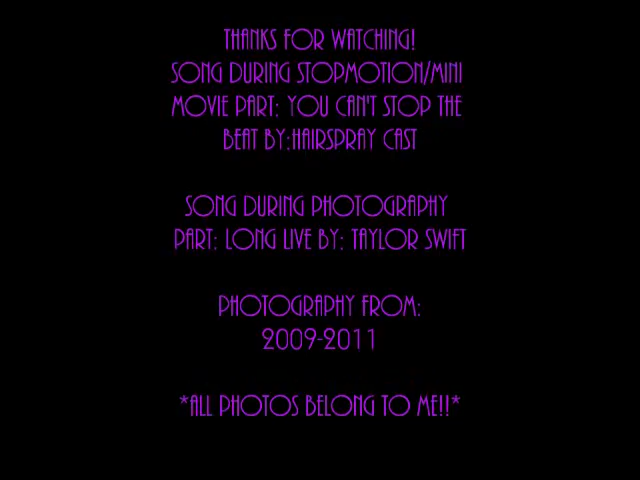 THANKS FOR WATCHING!
SONG DURING STOPMOTION/MINI
MOVIE PART: YOU CAN'T STOP THE
BEAT BY:HAIRSPRAY CAST
SONG DURING PHOTOGRAPHY
PART: LONG LIVE BY: TAYLOR SWIFT
PHOTOGRAPHY FROM:
2009-2011
*ALL PHOTOS BELONG TO ME!!*